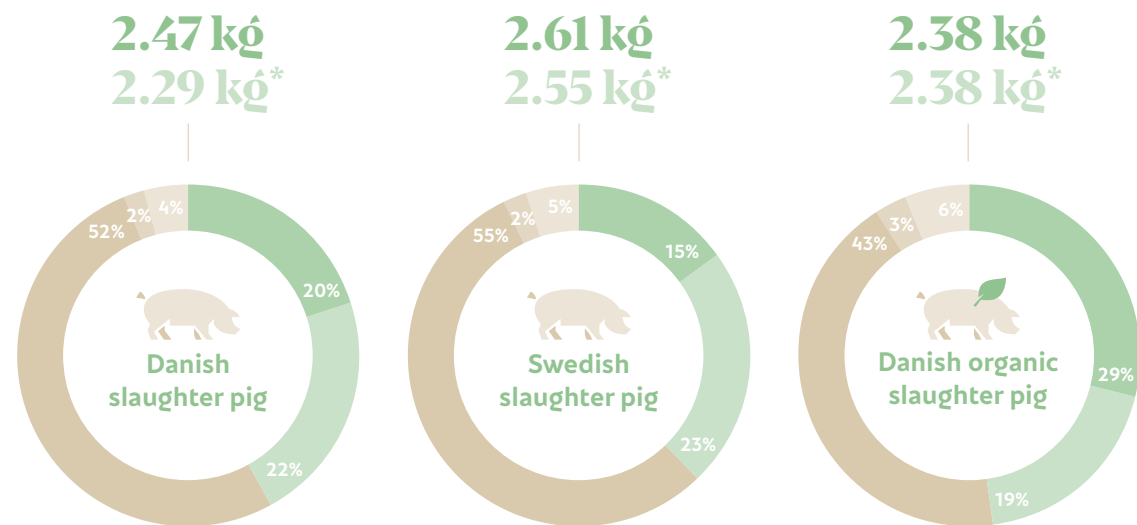 2.47 kg
2.29 kg*
4%
2%
52%
20%
22%
Danish
slaughter pig
2.61 kg
2.55 kg*
5%
2%
55%
15%
23%
Swedish
slaughter pig
2.38 kg
2.38 kg*
6%
3%
43%
29%
19%
Danish organic
slaughter pig